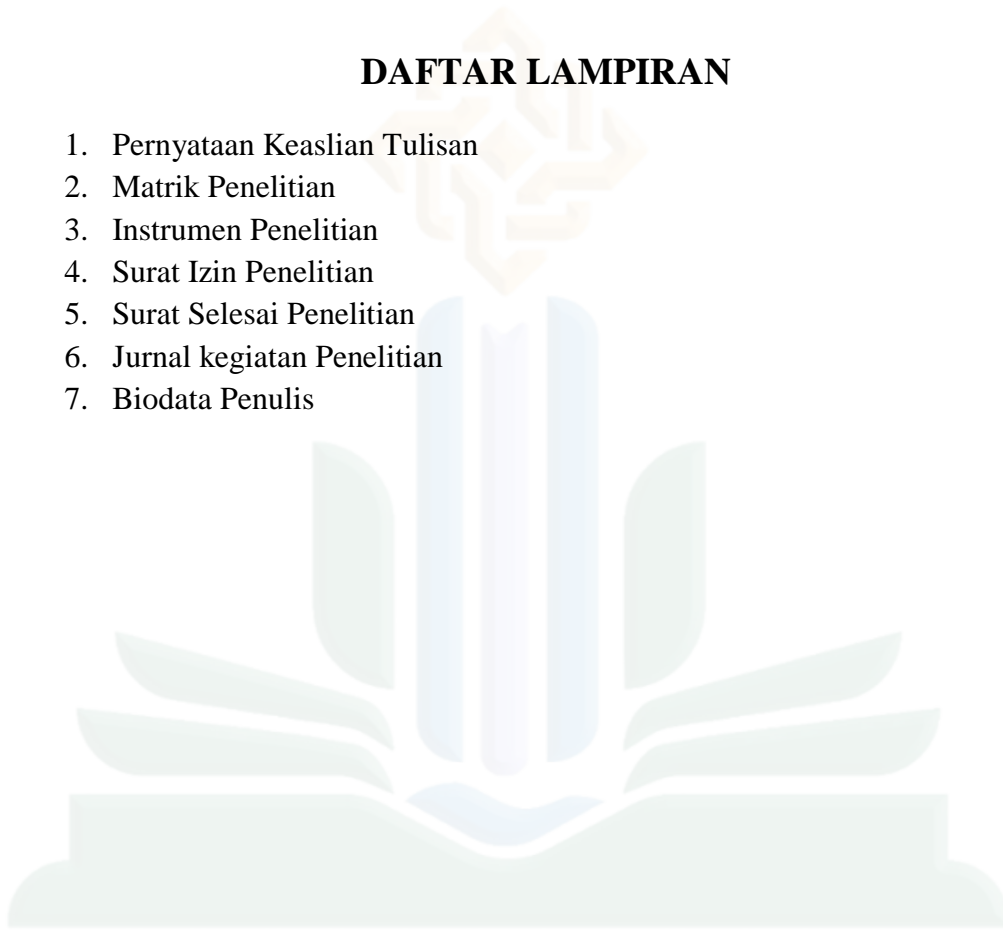 DAFTAR LAMPIRAN
1. Pernyataan Keaslian Tulisan
2. Matrik Penelitian
3. Instrumen Penelitian
4. Surat Izin Penelitian
5. Surat Selesai Penelitian
6. Jurnal kegiatan Penelitian
7. Biodata Penulis